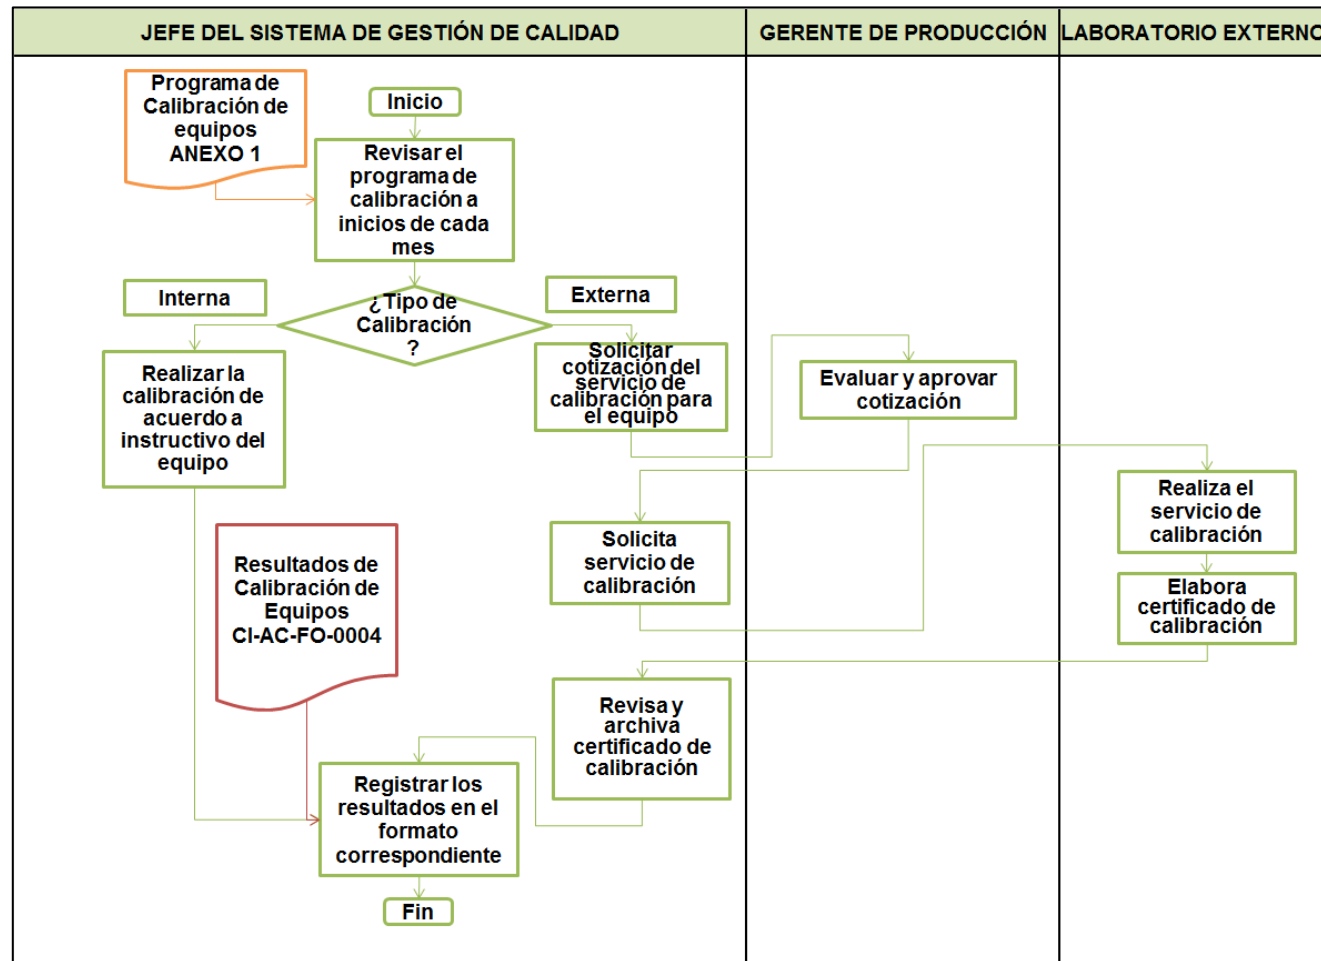 JEFE DEL SISTEMA DE GESTIÓN DE CALIDAD
GERENTE DE PRODUCCIÓN
LABORATORIO EXTERNO
Programa de
Calibración de
equipos
ANEXO 1
Inicio
Revisar el
programa de
calibración a
inicios de cada
mes
Interna
¿Tipo de
Calibración
?
Externa
Realizar la
calibración de
acuerdo a
instructivo del
equipo
Solicitar
cotización del
servicio de
calibración para
el equipo
Evaluar y aprovar
cotización
Realiza el
servicio de
calibración
Solicita
servicio de
calibración
Resultados de
Calibración de
Equipos
CI-AC-FO-0004
Elabora
certificado de
calibración
Revisa y
archiva
certificado de
calibración
Registrar los
resultados en el
formato
correspondiente
Fin